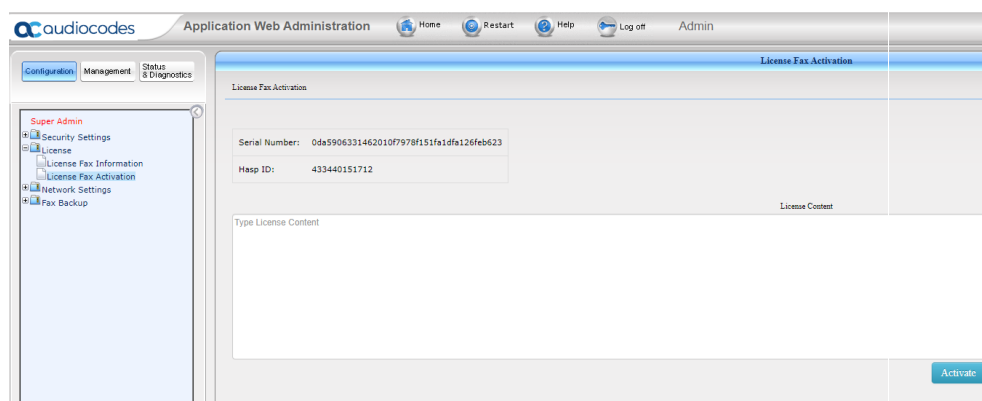 audiocodes
Application Web Administration
Home
Restart
Help
Log off
Admin
Configuration
Management
Status
& Diagnostics
License Fax Activation
License Fax Activation
Super Admin
Security Settings
License
License Fax Information
License Fax Activation
Network Settings
Fax Backup
Serial Number: 0da5906331462010f7978f151fa1dfa126feb623
Hasp ID: 433440151712
License Content
Type License Content
Activate